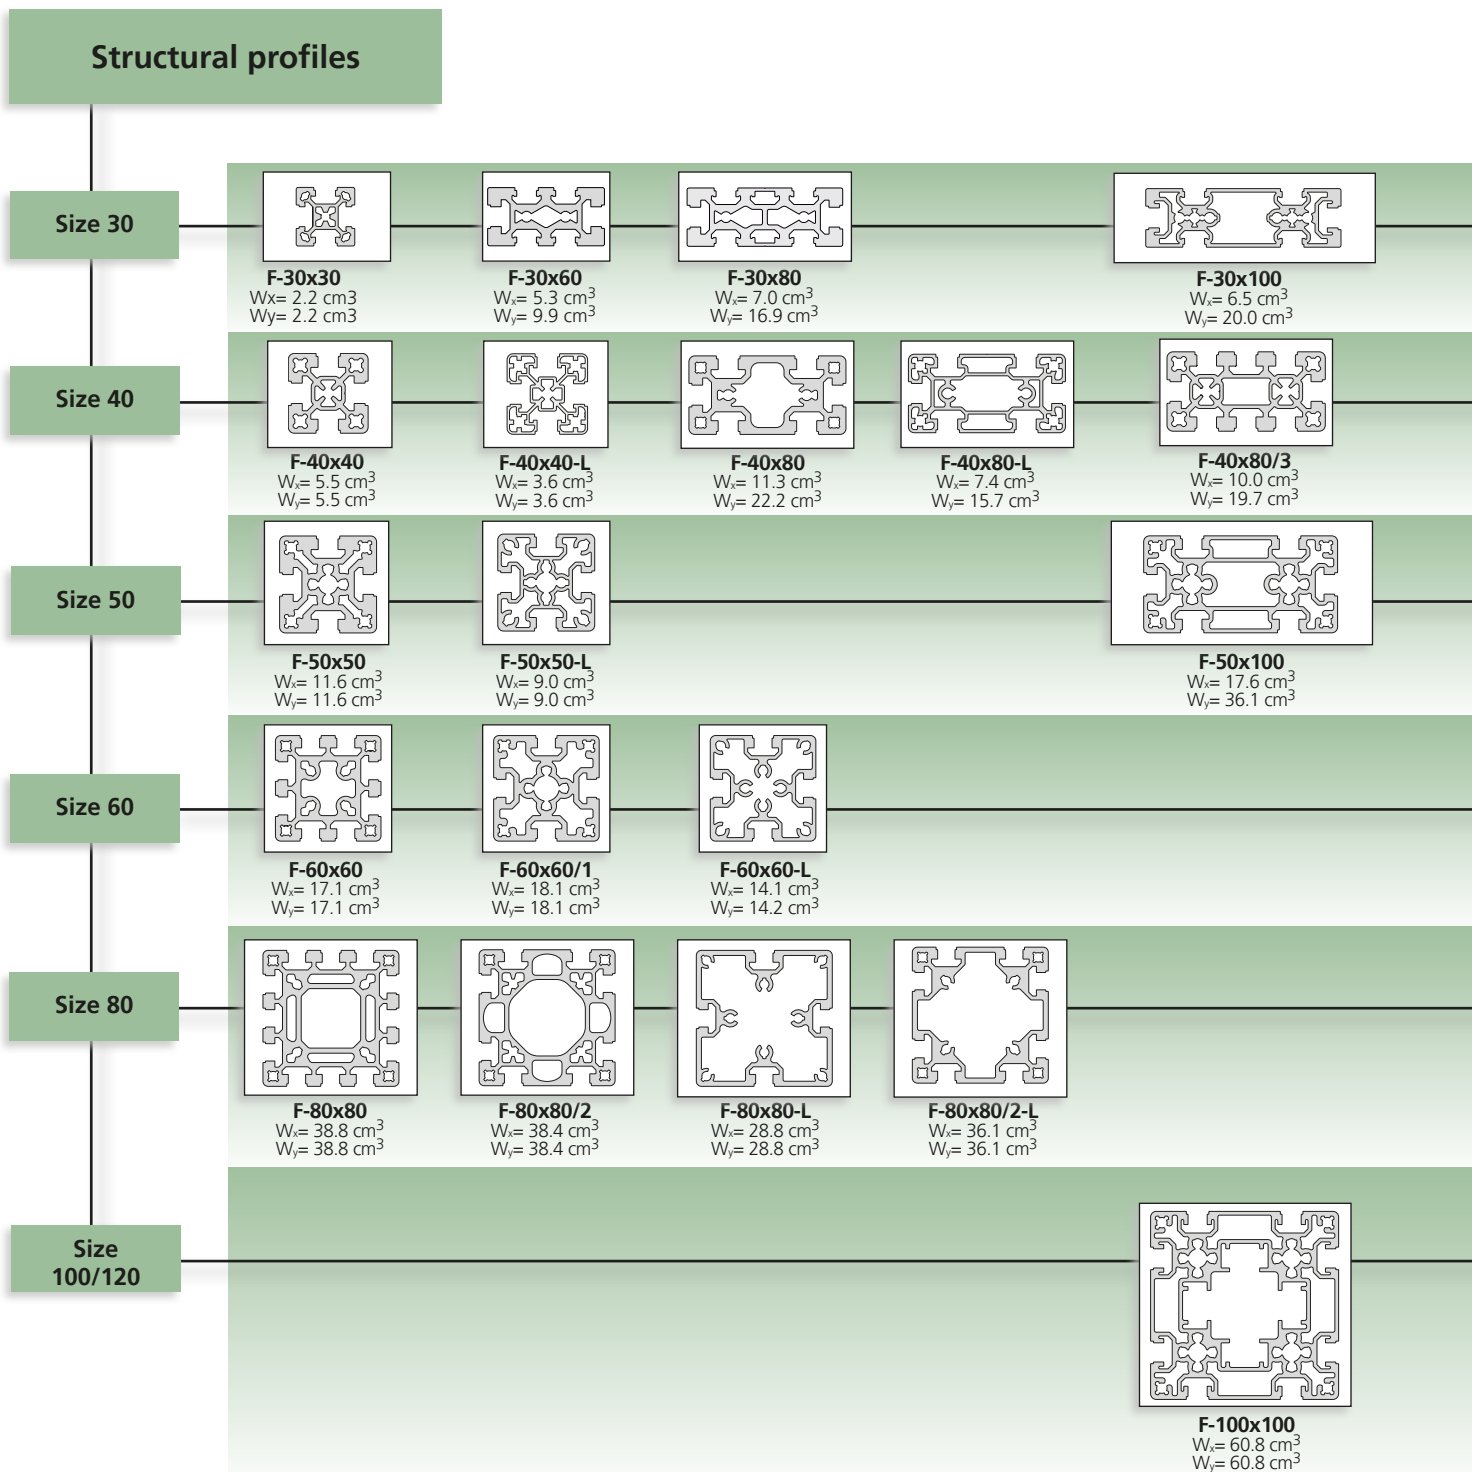 Structural profiles
Size 30
F-30x30
Wx= 2.2 cm3
Wy= 2.2 cm3
F-30x60
Wx= 5.3 cm³
Wy= 9.9 cm³
F-30x80
Wx= 7.0 cm³
Wy= 16.9 cm³
F-30x100
Wx= 6.5 cm³
Wy= 20.0 cm³
Size 40
F-40x40
Wx= 5.5 cm³
Wy= 5.5 cm³
F-40x40-L
Wx= 3.6 cm³
Wy= 3.6 cm³
F-40x80
Wx= 11.3 cm³
Wy= 22.2 cm³
F-40x80-L
Wx= 7.4 cm³
Wy= 15.7 cm³
F-40x80/3
Wx= 10.0 cm³
Wy= 19.7 cm³
Size 50
F-50x50
Wx= 11.6 cm³
Wy= 11.6 cm³
F-50x50-L
Wx= 9.0 cm³
Wy= 9.0 cm³
F-50x100
Wx= 17.6 cm³
Wy= 36.1 cm³
Size 60
F-60x60
Wx= 17.1 cm³
Wy= 17.1 cm³
F-60x60/1
Wx= 18.1 cm³
Wy= 18.1 cm³
F-60x60-L
Wx= 14.1 cm³
Wy= 14.2 cm³
Size 80
F-80x80
Wx= 38.8 cm³
Wy= 38.8 cm³
F-80x80/2
Wx= 38.4 cm³
Wy= 38.4 cm³
F-80x80-L
Wx= 28.8 cm³
Wy= 28.8 cm³
F-80x80/2-L
Wx= 36.1 cm³
Wy= 36.1 cm³
Size
100/120
F-100x100
Wx= 60.8 cm³
Wy= 60.8 cm³